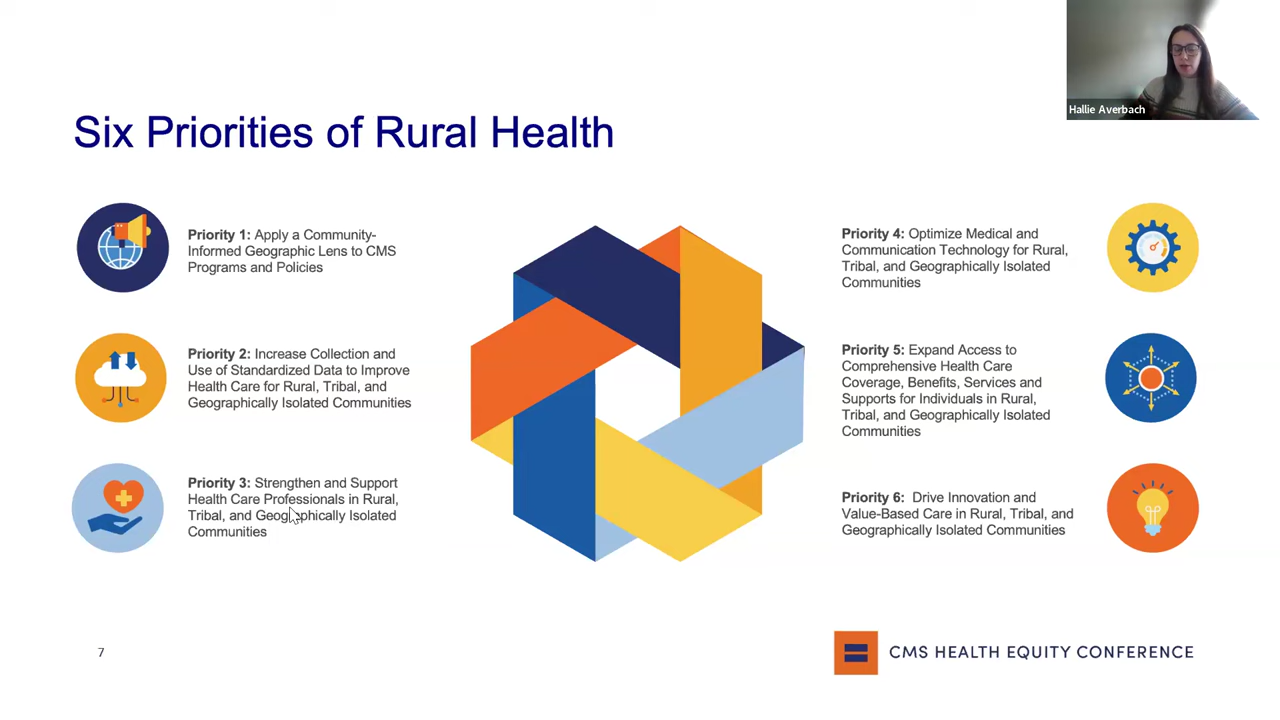 Hallie Averbach
Six Priorities of Rural Health
Priority 1: Apply a Community-
Informed Geographic Lens to CMS
Programs and Policies
Priority 2: Increase Collection and
Use of Standardized Data to Improve
Health Care for Rural, Tribal, and
Geographically Isolated Communities
Priority 3: Strengthen and Support
Health Care Professionals in Rural,
Tribal, and Geographically Isolated
Communities
Priority 4: Optimize Medical and
Communication Technology for Rural,
Tribal, and Geographically Isolated
Communities
Priority 5: Expand Access to
Comprehensive Health Care
Coverage, Benefits, Services and
Supports for Individuals in Rural,
Tribal, and Geographically Isolated
Communities
Priority 6: Drive Innovation and
Value-Based Care in Rural, Tribal, and
Geographically Isolated Communities
7
CMS HEALTH EQUITY CONFERENCE